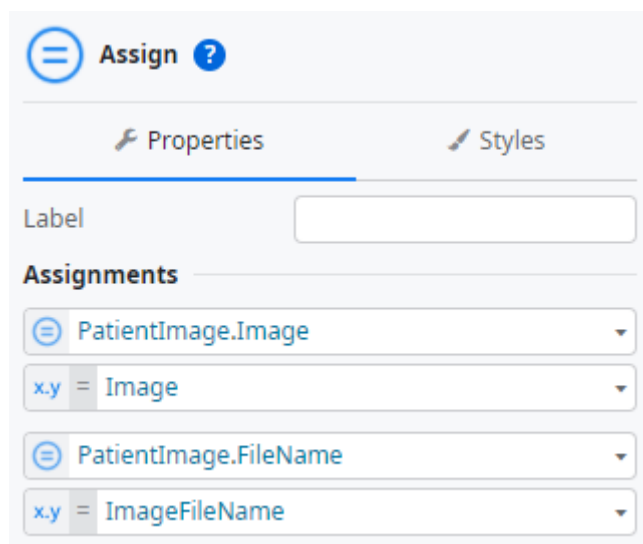 Assign ?
Properties Styles
Label
Assignments
PatientImage.Image
x.y = Image
PatientImage.FileName
x.y = ImageFileName